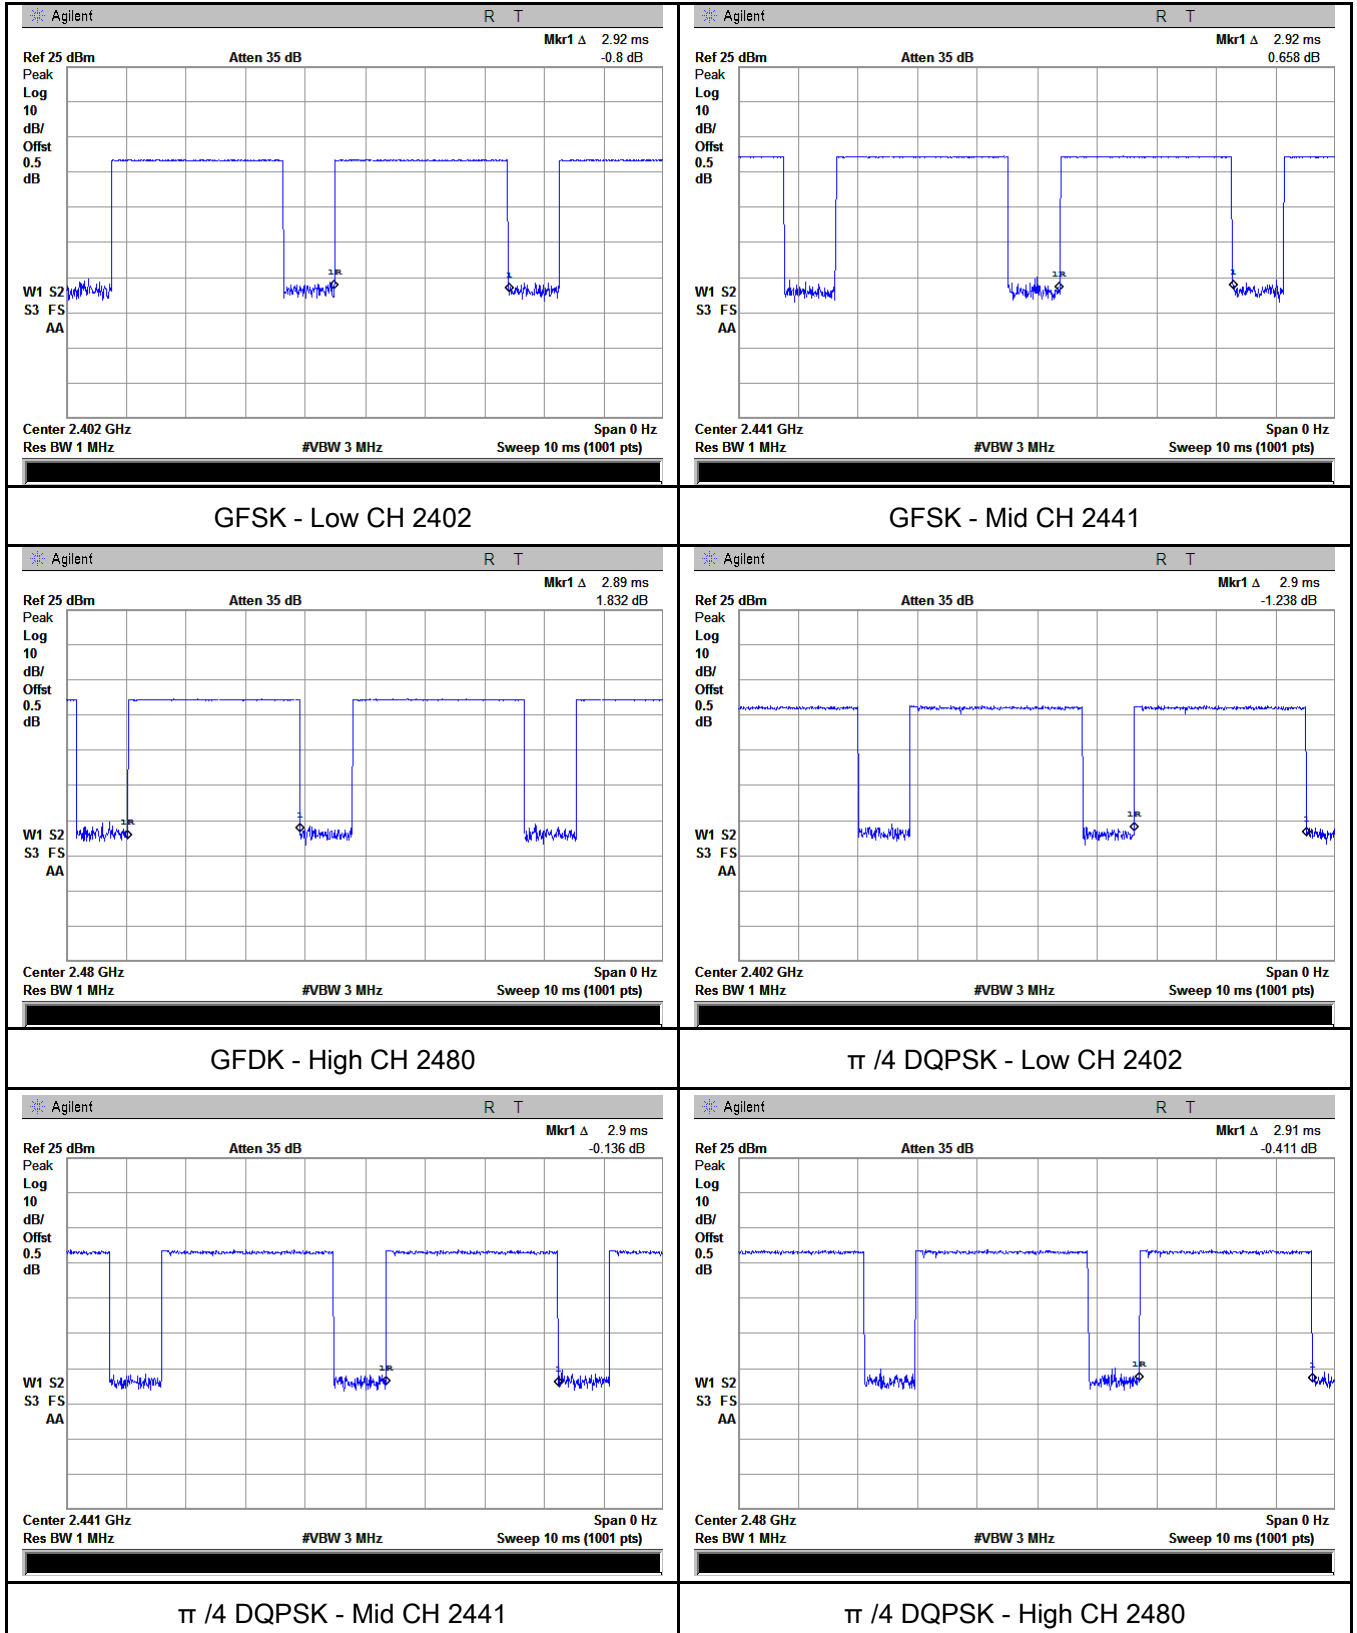 Agilent R T
Mkr1 Δ 2.92 ms
Ref 25 dBm Atten 35 dB -0.8 dB
Peak
Log
10
dB/
Offst
0.5
dB
1R
1
W1 S2
S3 FS
AA
Center 2.402 GHz Span 0 Hz
Res BW 1 MHz #VBW 3 MHz Sweep 10 ms (1001 pts)
GFSK - Low CH 2402
Agilent R T
Mkr1 Δ 2.92 ms
Ref 25 dBm Atten 35 dB 0.658 dB
Peak
Log
10
dB/
Offst
0.5
dB
1R
1
W1 S2
S3 FS
AA
Center 2.441 GHz Span 0 Hz
Res BW 1 MHz #VBW 3 MHz Sweep 10 ms (1001 pts)
GFSK - Mid CH 2441
Agilent R T
Mkr1 Δ 2.89 ms
Ref 25 dBm Atten 35 dB 1.832 dB
Peak
Log
10
dB/
Offst
0.5
dB
1R
1
W1 S2
S3 FS
AA
Center 2.48 GHz Span 0 Hz
Res BW 1 MHz #VBW 3 MHz Sweep 10 ms (1001 pts)
GFDK - High CH 2480
Agilent R T
Mkr1 Δ 2.9 ms
Ref 25 dBm Atten 35 dB -1.238 dB
Peak
Log
10
dB/
Offst
0.5
dB
1R
1
W1 S2
S3 FS
AA
Center 2.402 GHz Span 0 Hz
Res BW 1 MHz #VBW 3 MHz Sweep 10 ms (1001 pts)
π /4 DQPSK - Low CH 2402
Agilent R T
Mkr1 Δ 2.9 ms
Ref 25 dBm Atten 35 dB -0.136 dB
Peak
Log
10
dB/
Offst
0.5
dB
1R
1
W1 S2
S3 FS
AA
Center 2.441 GHz Span 0 Hz
Res BW 1 MHz #VBW 3 MHz Sweep 10 ms (1001 pts)
π /4 DQPSK - Mid CH 2441
Agilent R T
Mkr1 Δ 2.91 ms
Ref 25 dBm Atten 35 dB -0.411 dB
Peak
Log
10
dB/
Offst
0.5
dB
1R
1
W1 S2
S3 FS
AA
Center 2.48 GHz Span 0 Hz
Res BW 1 MHz #VBW 3 MHz Sweep 10 ms (1001 pts)
π /4 DQPSK - High CH 2480